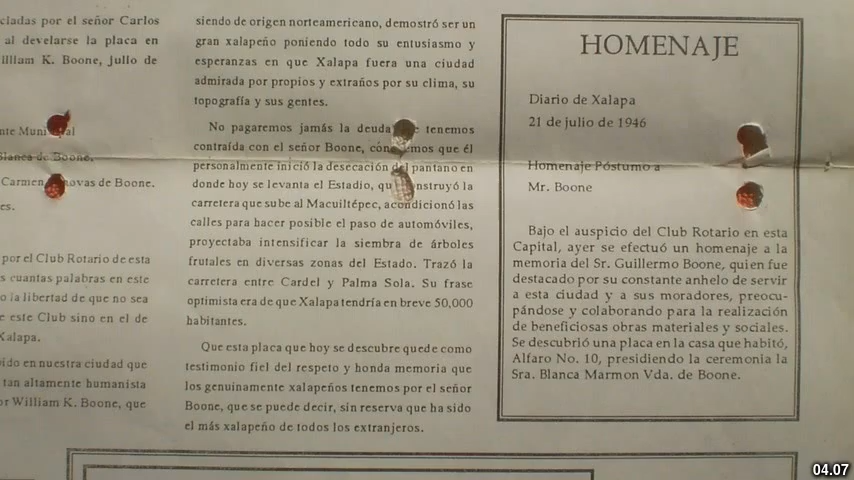 cladas por el señor Carlos
al develarse la placa en
illiam K. Boone, julio de
nte Municipal
Blanca de Boone.
Carmen ovas de Boone.
es.
por el Club Rotario de esta
s cuantas palabras en este
o la libertad de que no sea
e este Club sino en el de
Xalapa.
ido en nuestra ciudad que
tan altamente humanista
or William K. Boone, que
siendo de origen norteamericano, demostró ser un
gran xalapeño poniendo todo su entusiasmo y
esperanzas en que Xalapa fuera una ciudad
admirada por propios y extraños por su clima, su
topografía y sus gentes.
No pagaremos jamás la deuda tenemos
contraída con el señor Boone, que él
personalmente inició la desecación del pantano en
donde hoy se levanta el Estadio, construyó la
carretera que sube al Macuiltépec, acondicionó las
calles para hacer posible el paso de automóviles,
proyectaba intensificar la siembra de árboles
frutales en diversas zonas del Estado. Trazó la
carretera entre Cardel y Palma Sola. Su frase
optimista era de que Xalapa tendría en breve 50,000
habitantes.
Que esta placa que hoy se descubre quede como
testimonio fiel del respeto y honda memoria que
los genuinamente xalapeños tenemos por el señor
Boone, que se puede decir, sin reserva que ha sido
el más xalapeño de todos los extranjeros.
HOMENAJE
Diario de Xalapa
21 de julio de 1946
Homenaje Póstumo a
Mr. Boone
Bajo el auspicio del Club Rotario en esta
Capital, ayer se efectuó un homenaje a la
memoria del Sr. Guillermo Boone, quien fue
destacado por su constante anhelo de servir
a esta ciudad y a sus moradores, preocu-
pándose y colaborando para la realización
de beneficiosas obras materiales y sociales.
Se descubrió una placa en la casa que habitó,
Alfaro No. 10, presidiendo la ceremonia la
Sra. Blanca Marmon Vda. de Boone.
04.07